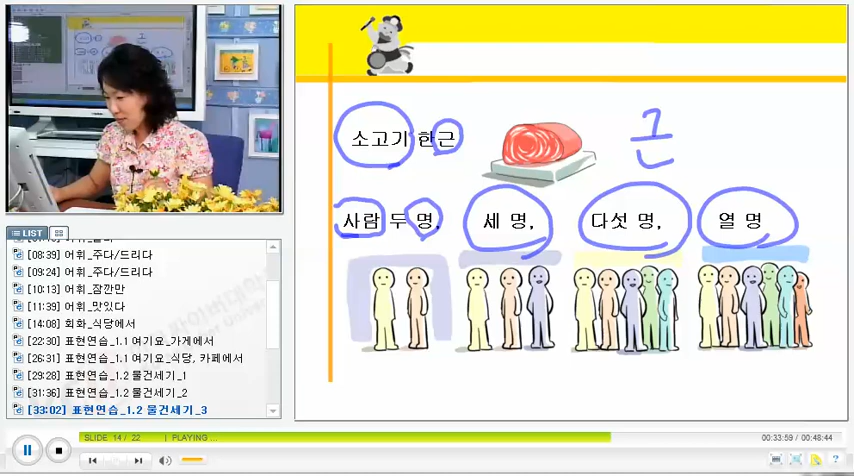 소고기 한근
근
사람 두 명, 세 명, 다섯 명, 열 명
LIST
[08:39] 어휘_주다/드리다
[09:24] 어휘_주다/드리다
[10:13] 어휘_잠깐만
[11:39] 어휘_맛있다
[14:08] 회화_식당에서
[22:30] 표현연습_1.1 여기요_가게에서
[26:31] 표현연습_1.1 여기요_식당, 카페에서
[29:28] 표현연습_1.2 물건세기_1
[31:36] 표현연습_1.2 물건세기_2
[33:02] 표현연습_1.2 물건세기_3
SLIDE 14 / 22 | PLAYING ...
00:33:59 / 00:48:44